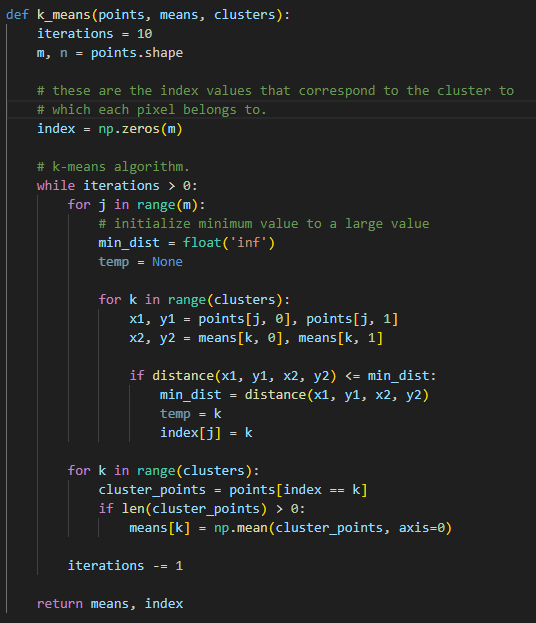 def k_means(points, means, clusters):
    iterations = 10
    m, n = points.shape

    # these are the index values that correspond to the cluster to
    # which each pixel belongs to.
    index = np.zeros(m)

    # k-means algorithm.
    while iterations > 0:
        for j in range(m):
            # initialize minimum value to a large value
            min_dist = float('inf')
            temp = None

            for k in range(clusters):
                x1, y1 = points[j, 0], points[j, 1]
                x2, y2 = means[k, 0], means[k, 1]

                if distance(x1, y1, x2, y2) <= min_dist:
                    min_dist = distance(x1, y1, x2, y2)
                    temp = k
                    index[j] = k

        for k in range(clusters):
            cluster_points = points[index == k]
            if len(cluster_points) > 0:
                means[k] = np.mean(cluster_points, axis=0)

        iterations -= 1

    return means, index